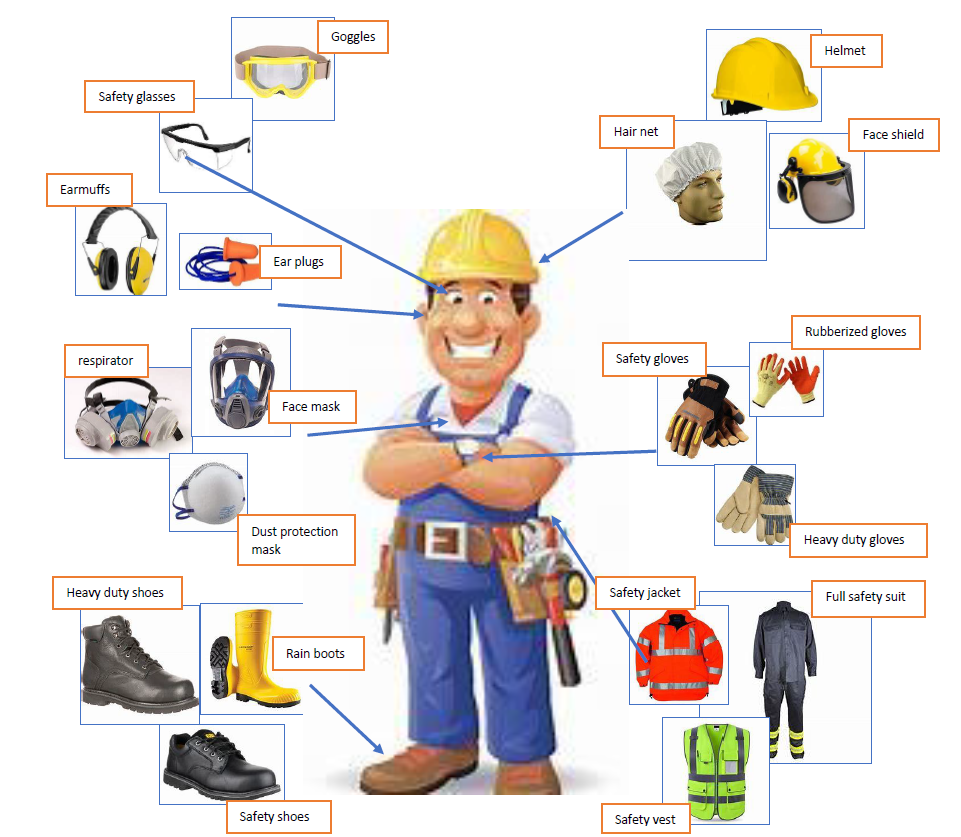 Goggles
Helmet
Safety glasses
Hair net
Face shield
Earmuffs
Ear plugs
Rubberized gloves
respirator
Safety gloves
Face mask
Dust protection
mask
Heavy duty gloves
Heavy duty shoes
Safety jacket
Full safety suit
Rain boots
Safety shoes
Safety vest